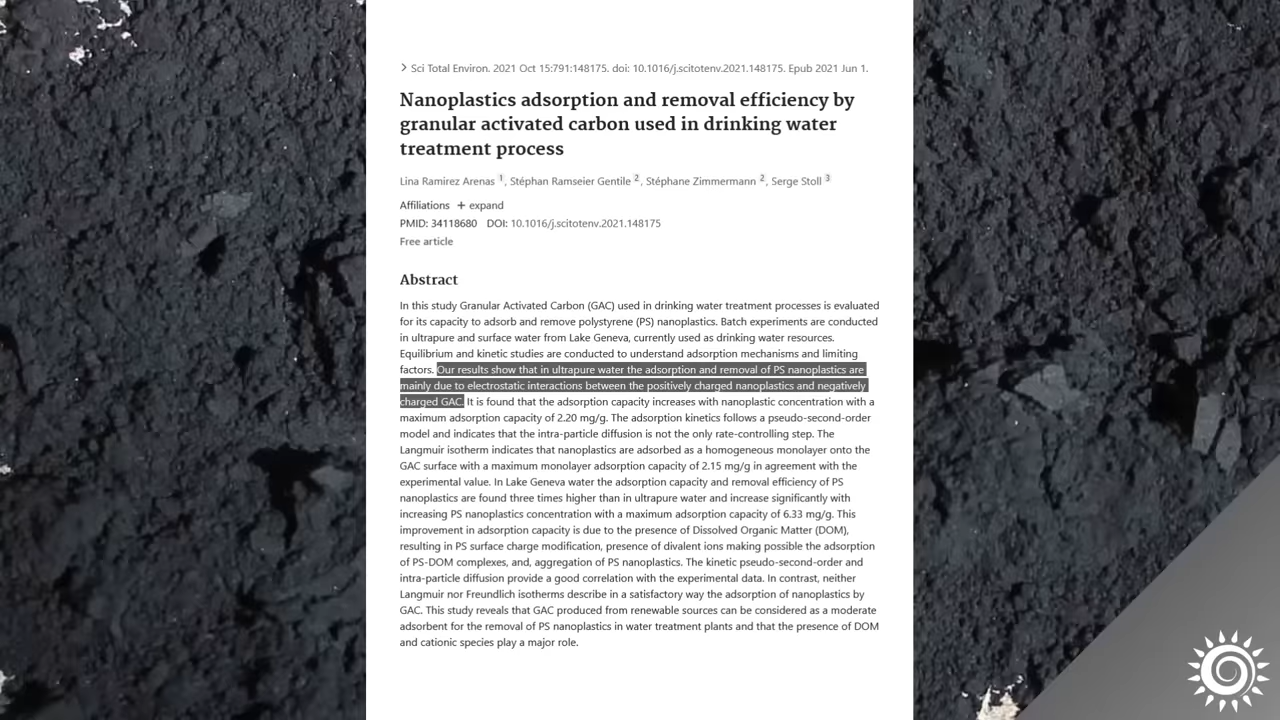 > Sci Total Environ. 2021 Oct 15:791:148175. doi: 10.1016/j.scitotenv.2021.148175. Epub 2021 Jun 1.
Nanoplastics adsorption and removal efficiency by
granular activated carbon used in drinking water
treatment process
Lina Ramirez Arenas 1, Stéphan Ramseier Gentile 2, Stéphane Zimmermann 2, Serge Stoll 3
Affiliations + expand
PMID: 34118680 DOI: 10.1016/j.scitotenv.2021.148175
Free article
Abstract
In this study Granular Activated Carbon (GAC) used in drinking water treatment processes is evaluated
for its capacity to adsorb and remove polystyrene (PS) nanoplastics. Batch experiments are conducted
in ultrapure and surface water from Lake Geneva, currently used as drinking water resources.
Equilibrium and kinetic studies are conducted to understand adsorption mechanisms and limiting
factors. Our results show that in ultrapure water the adsorption and removal of PS nanoplastics are
mainly due to electrostatic interactions between the positively charged nanoplastics and negatively
charged GAC. It is found that the adsorption capacity increases with nanoplastic concentration with a
maximum adsorption capacity of 2.20 mg/g. The adsorption kinetics follows a pseudo-second-order
model and indicates that the intra-particle diffusion is not the only rate-controlling step. The
Langmuir isotherm indicates that nanoplastics are adsorbed as a homogeneous monolayer onto the
GAC surface with a maximum monolayer adsorption capacity of 2.15 mg/g in agreement with the
experimental value. In Lake Geneva water the adsorption capacity and removal efficiency of PS
nanoplastics are found three times higher than in ultrapure water and increase significantly with
increasing PS nanoplastics concentration with a maximum adsorption capacity of 6.33 mg/g. This
improvement in adsorption capacity is due to the presence of Dissolved Organic Matter (DOM),
resulting in PS surface charge modification, presence of divalent ions making possible the adsorption
of PS-DOM complexes, and, aggregation of PS nanoplastics. The kinetic pseudo-second-order and
intra-particle diffusion provide a good correlation with the experimental data. In contrast, neither
Langmuir nor Freundlich isotherms describe in a satisfactory way the adsorption of nanoplastics by
GAC. This study reveals that GAC produced from renewable sources can be considered as a moderate
adsorbent for the removal of PS nanoplastics in water treatment plants and that the presence of DOM
and cationic species play a major role.